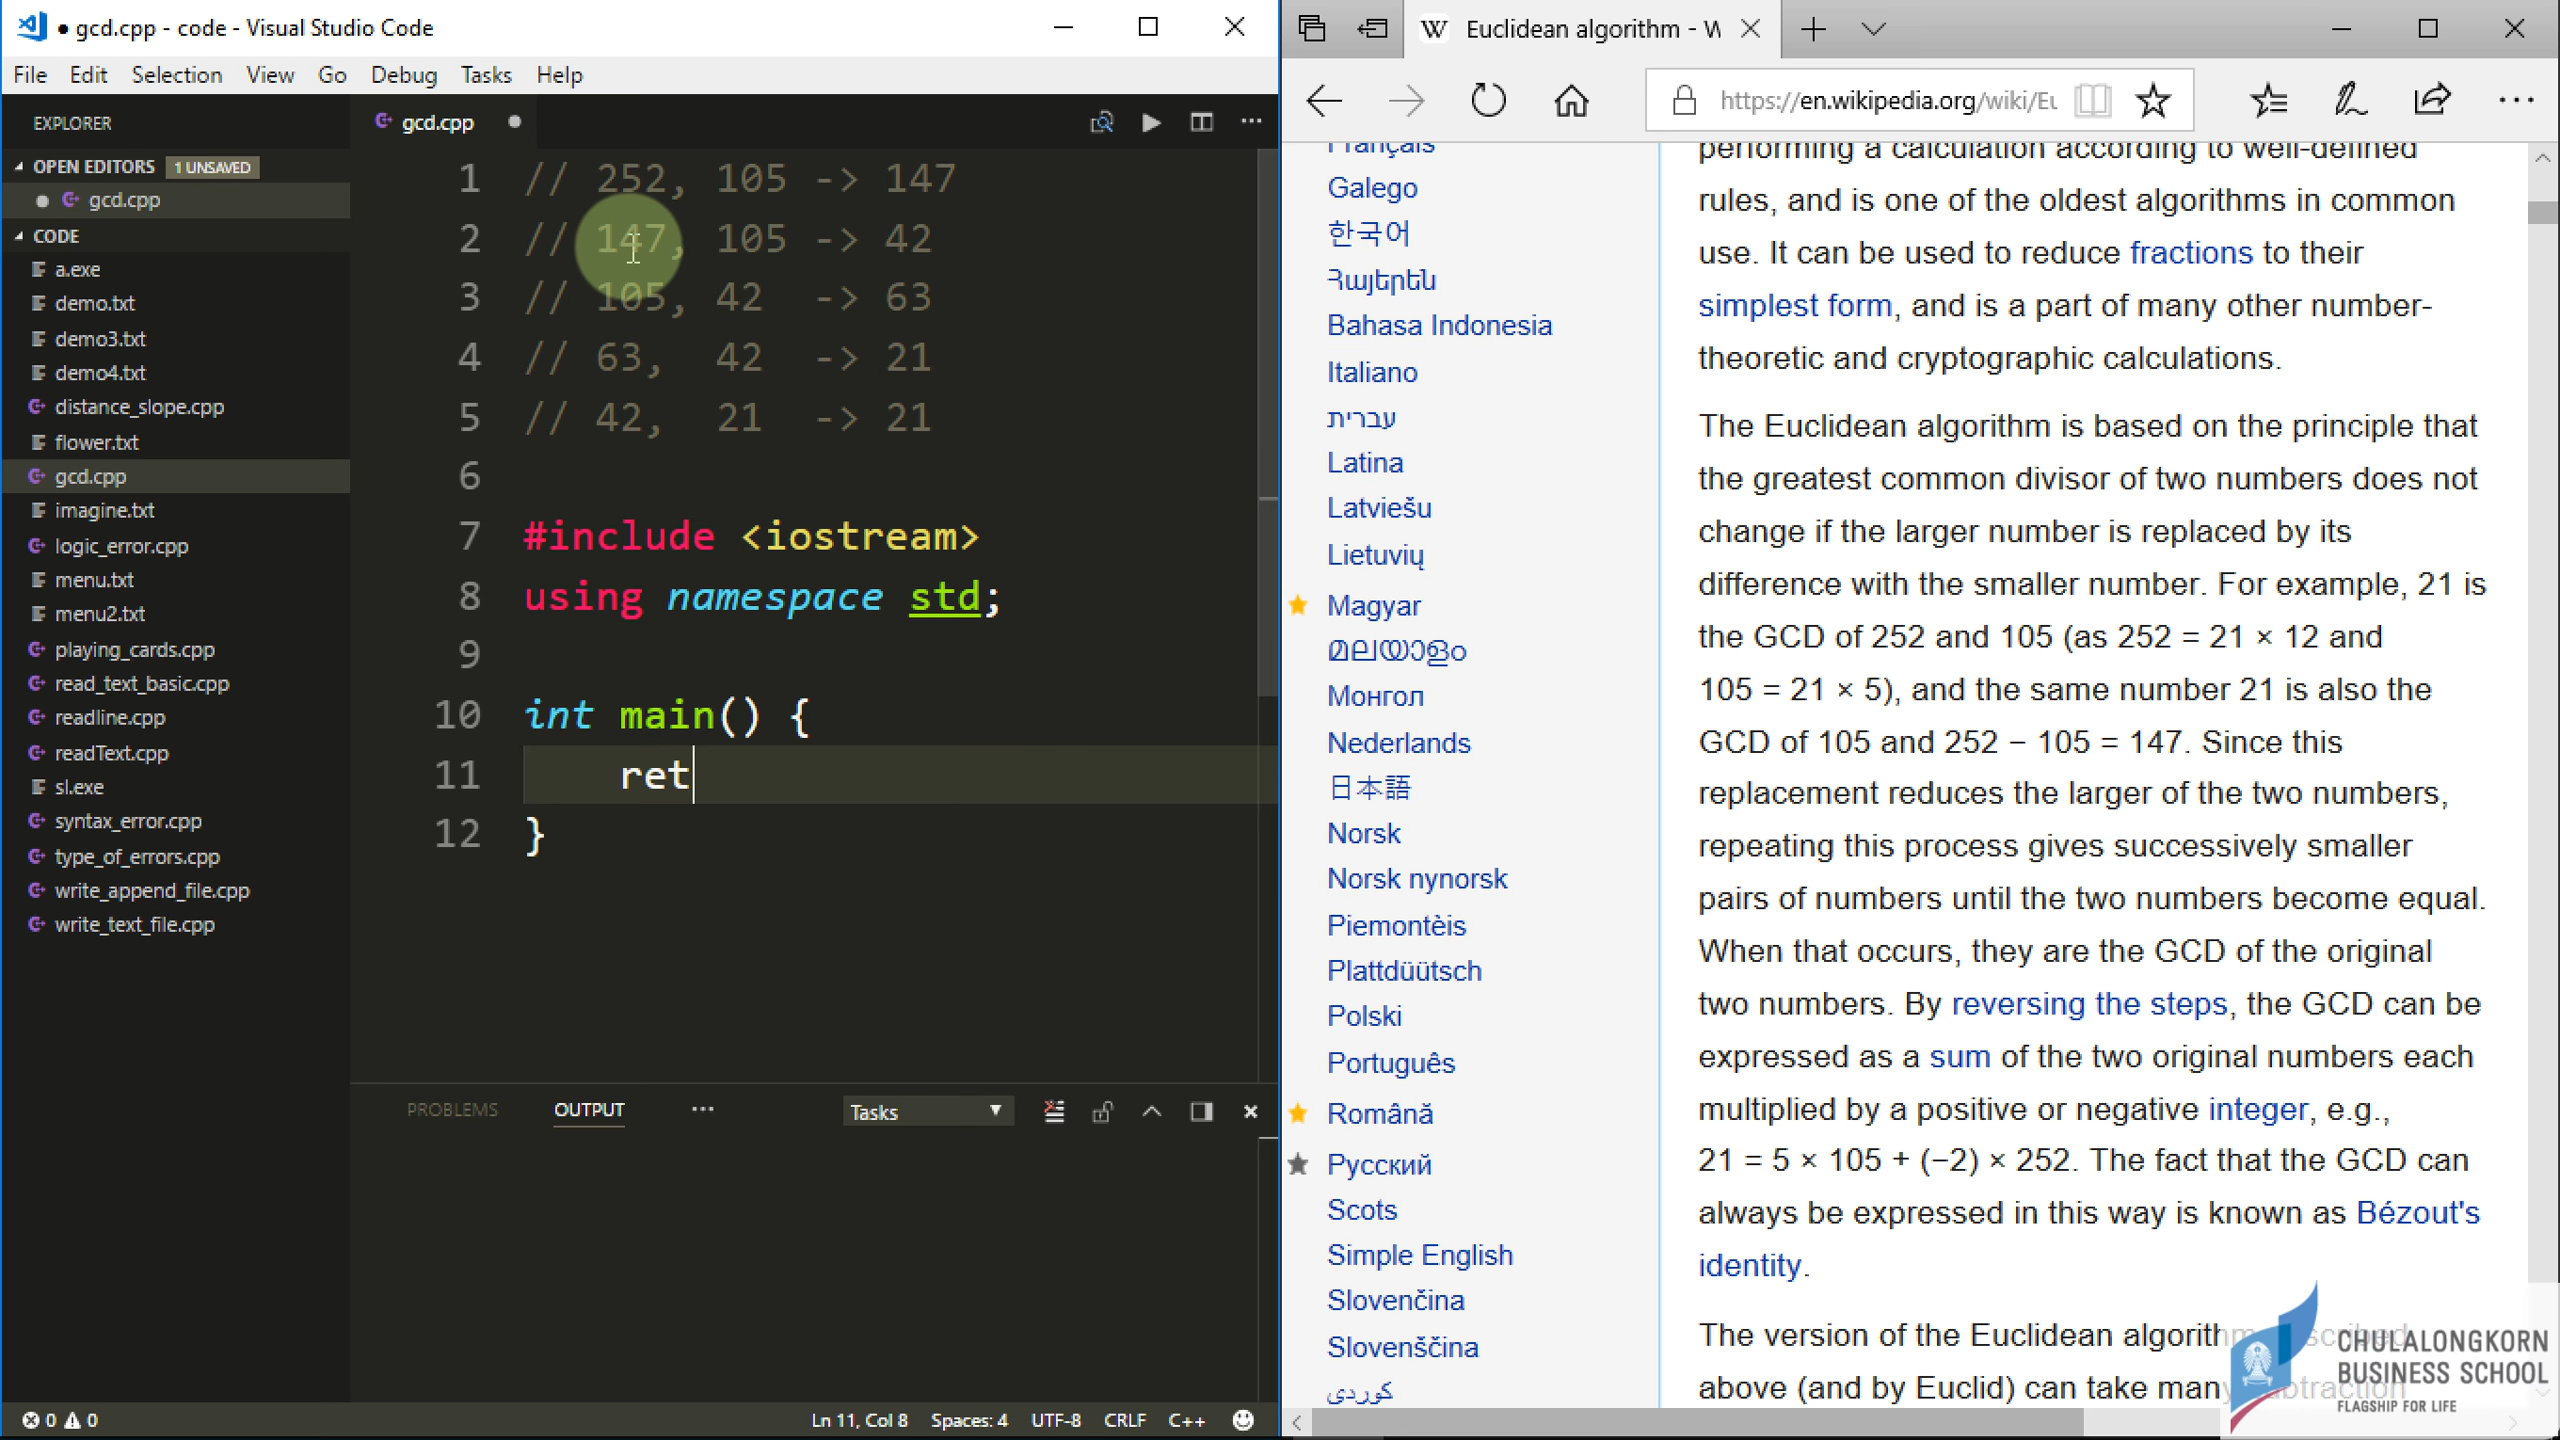 gcd.cpp - code - Visual Studio Code
File Edit Selection View Go Debug Tasks Help
EXPLORER
OPEN EDITORS 1 UNSAVED
gcd.cpp
CODE
a.exe
demo.txt
demo3.txt
demo4.txt
distance_slope.cpp
flower.txt
gcd.cpp
imagine.txt
logic_error.cpp
menu.txt
menu2.txt
playing_cards.cpp
read_text_basic.cpp
readline.cpp
readText.cpp
sl.exe
syntax_error.cpp
type_of_errors.cpp
write_append_file.cpp
write_text_file.cpp
gcd.cpp
1 // 252, 105 -> 147
2 // 147, 105 -> 42
3 // 105, 42 -> 63
4 // 63, 42 -> 21
5 // 42, 21 -> 21
6
7 #include <iostream>
8 using namespace std;
9
10 int main() {
11 ret
12 }
PROBLEMS OUTPUT ... Tasks
0 0 Ln 11, Col 8 Spaces: 4 UTF-8 CRLF C++
Euclidean algorithm - W
https://en.wikipedia.org/wiki/Eu
Français
Galego
한국어
Հայերեն
Bahasa Indonesia
Italiano
עברית
Latina
Latviešu
Lietuvių
Magyar
മലയാളം
Монгол
Nederlands
日本語
Norsk
Norsk nynorsk
Piemontèis
Plattdüütsch
Polski
Português
Română
Русский
Scots
Simple English
Slovenčina
Slovenščina
کوردی
performing a calculation according to well-defined
rules, and is one of the oldest algorithms in common
use. It can be used to reduce fractions to their
simplest form, and is a part of many other number-
theoretic and cryptographic calculations.
The Euclidean algorithm is based on the principle that
the greatest common divisor of two numbers does not
change if the larger number is replaced by its
difference with the smaller number. For example, 21 is
the GCD of 252 and 105 (as 252 = 21 × 12 and
105 = 21 × 5), and the same number 21 is also the
GCD of 105 and 252 − 105 = 147. Since this
replacement reduces the larger of the two numbers,
repeating this process gives successively smaller
pairs of numbers until the two numbers become equal.
When that occurs, they are the GCD of the original
two numbers. By reversing the steps, the GCD can be
expressed as a sum of the two original numbers each
multiplied by a positive or negative integer, e.g.,
21 = 5 × 105 + (−2) × 252. The fact that the GCD can
always be expressed in this way is known as Bézout's
identity.
The version of the Euclidean algorithm described
above (and by Euclid) can take many subtraction
CHULALONGKORN
BUSINESS SCHOOL
FLAGSHIP FOR LIFE